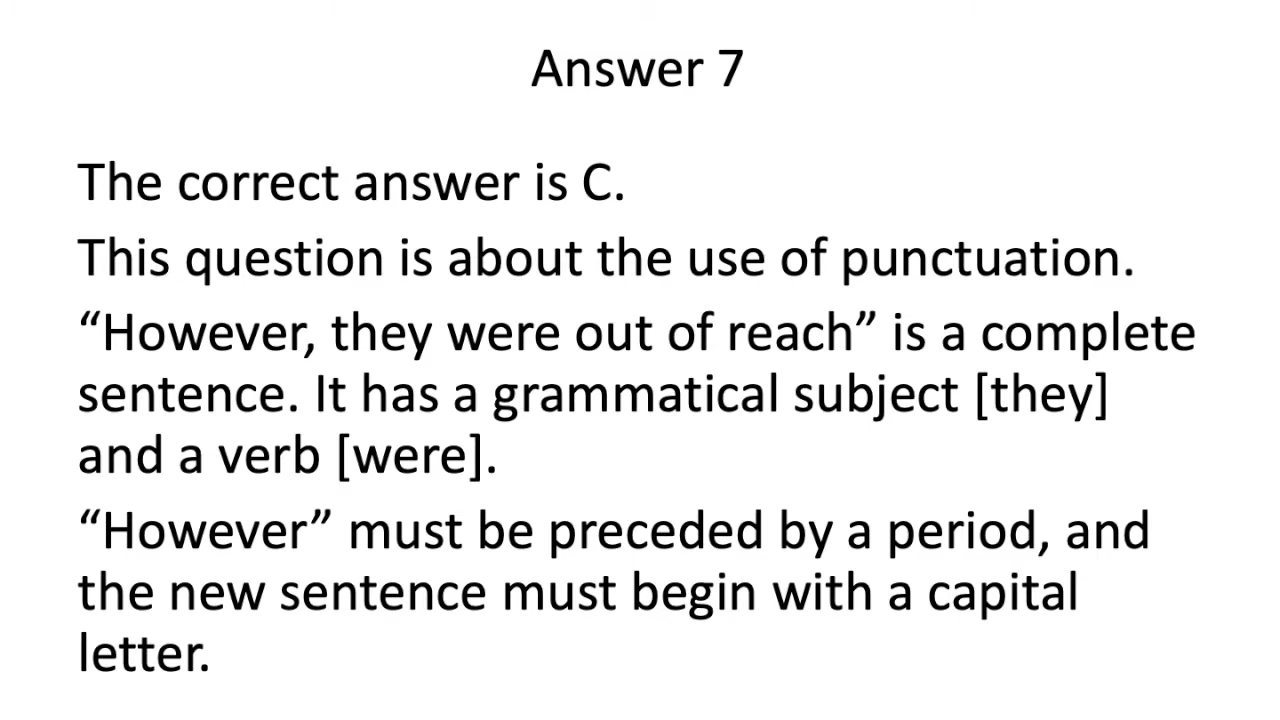 Answer 7
The correct answer is C.
This question is about the use of punctuation.
“However, they were out of reach” is a complete
sentence. It has a grammatical subject [they]
and a verb [were].
“However” must be preceded by a period, and
the new sentence must begin with a capital
letter.